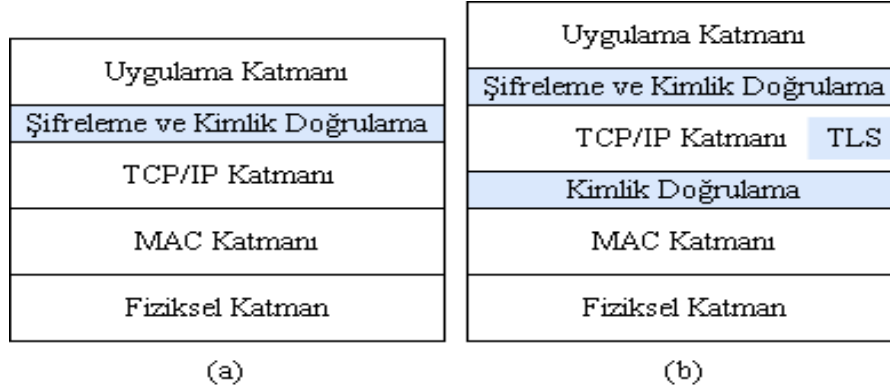 Uygulama Katmanı
Şifreleme ve Kimlik Doğrulama
TCP/IP Katmanı
MAC Katmanı
Fiziksel Katman
(a)
Uygulama Katmanı
Şifreleme ve Kimlik Doğrulama
TCP/IP Katmanı TLS
Kimlik Doğrulama
MAC Katmanı
Fiziksel Katman
(b)